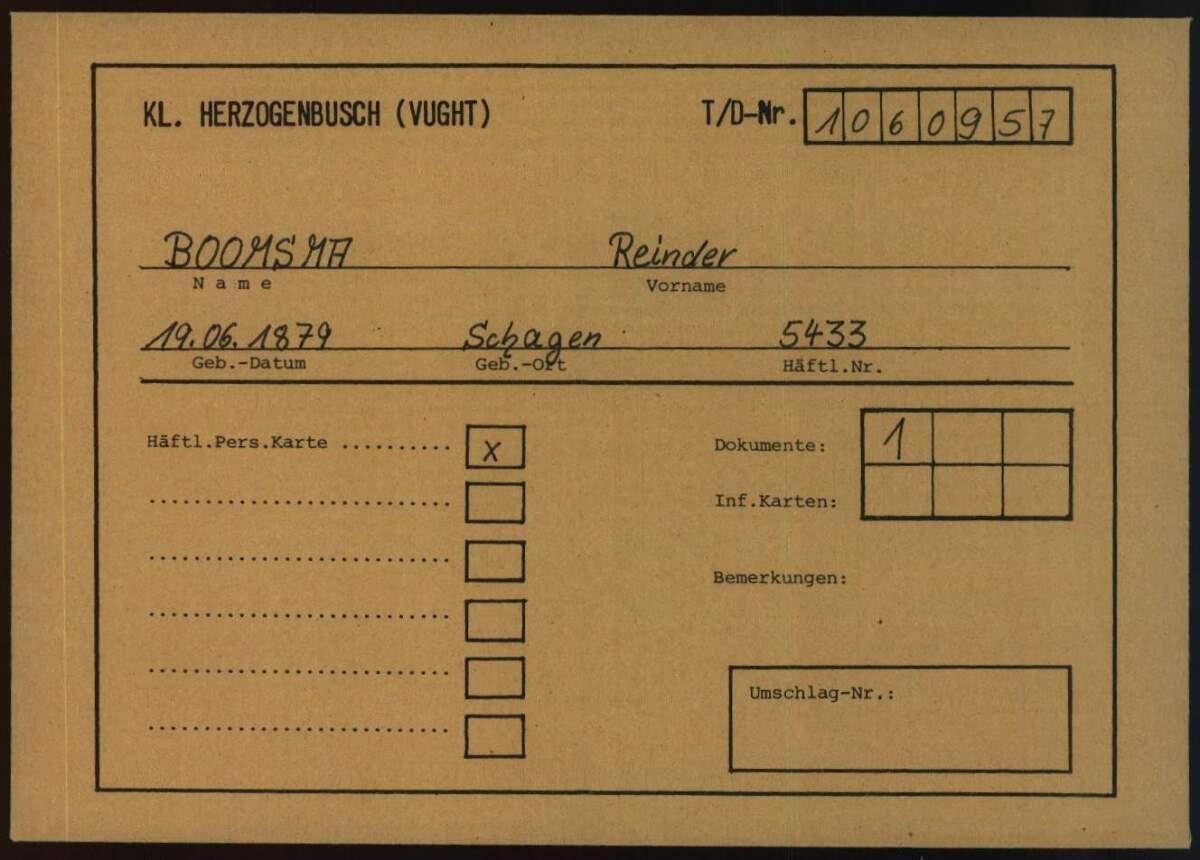 KL. HERZOGENBUSCH (VUGHT) T/D-Nr. 1060957
BOOMSMA Reinder
Name Vorname
19.06.1879 Schagen 5433
Geb.-Datum Geb.-Ort Häftl.Nr.
Häftl.Pers.Karte .......... x Dokumente: 1
Inf.Karten:
Bemerkungen:
Umschlag-Nr.: